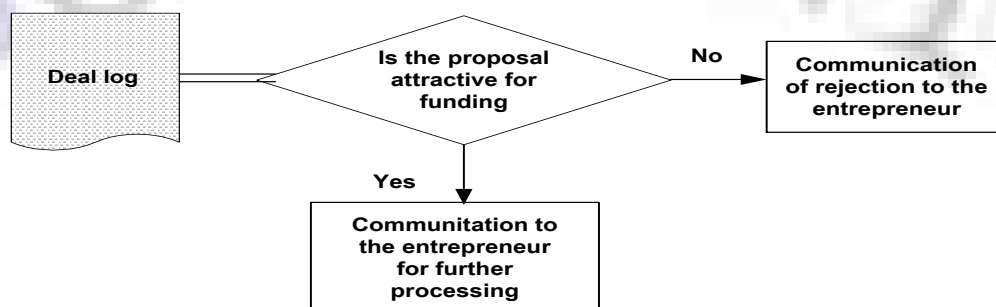 Deal log
Is the proposal
attractive for
funding
No
Communication
of rejection to the
entrepreneur
Yes
Communitation to
the entrepreneur
for further
processing